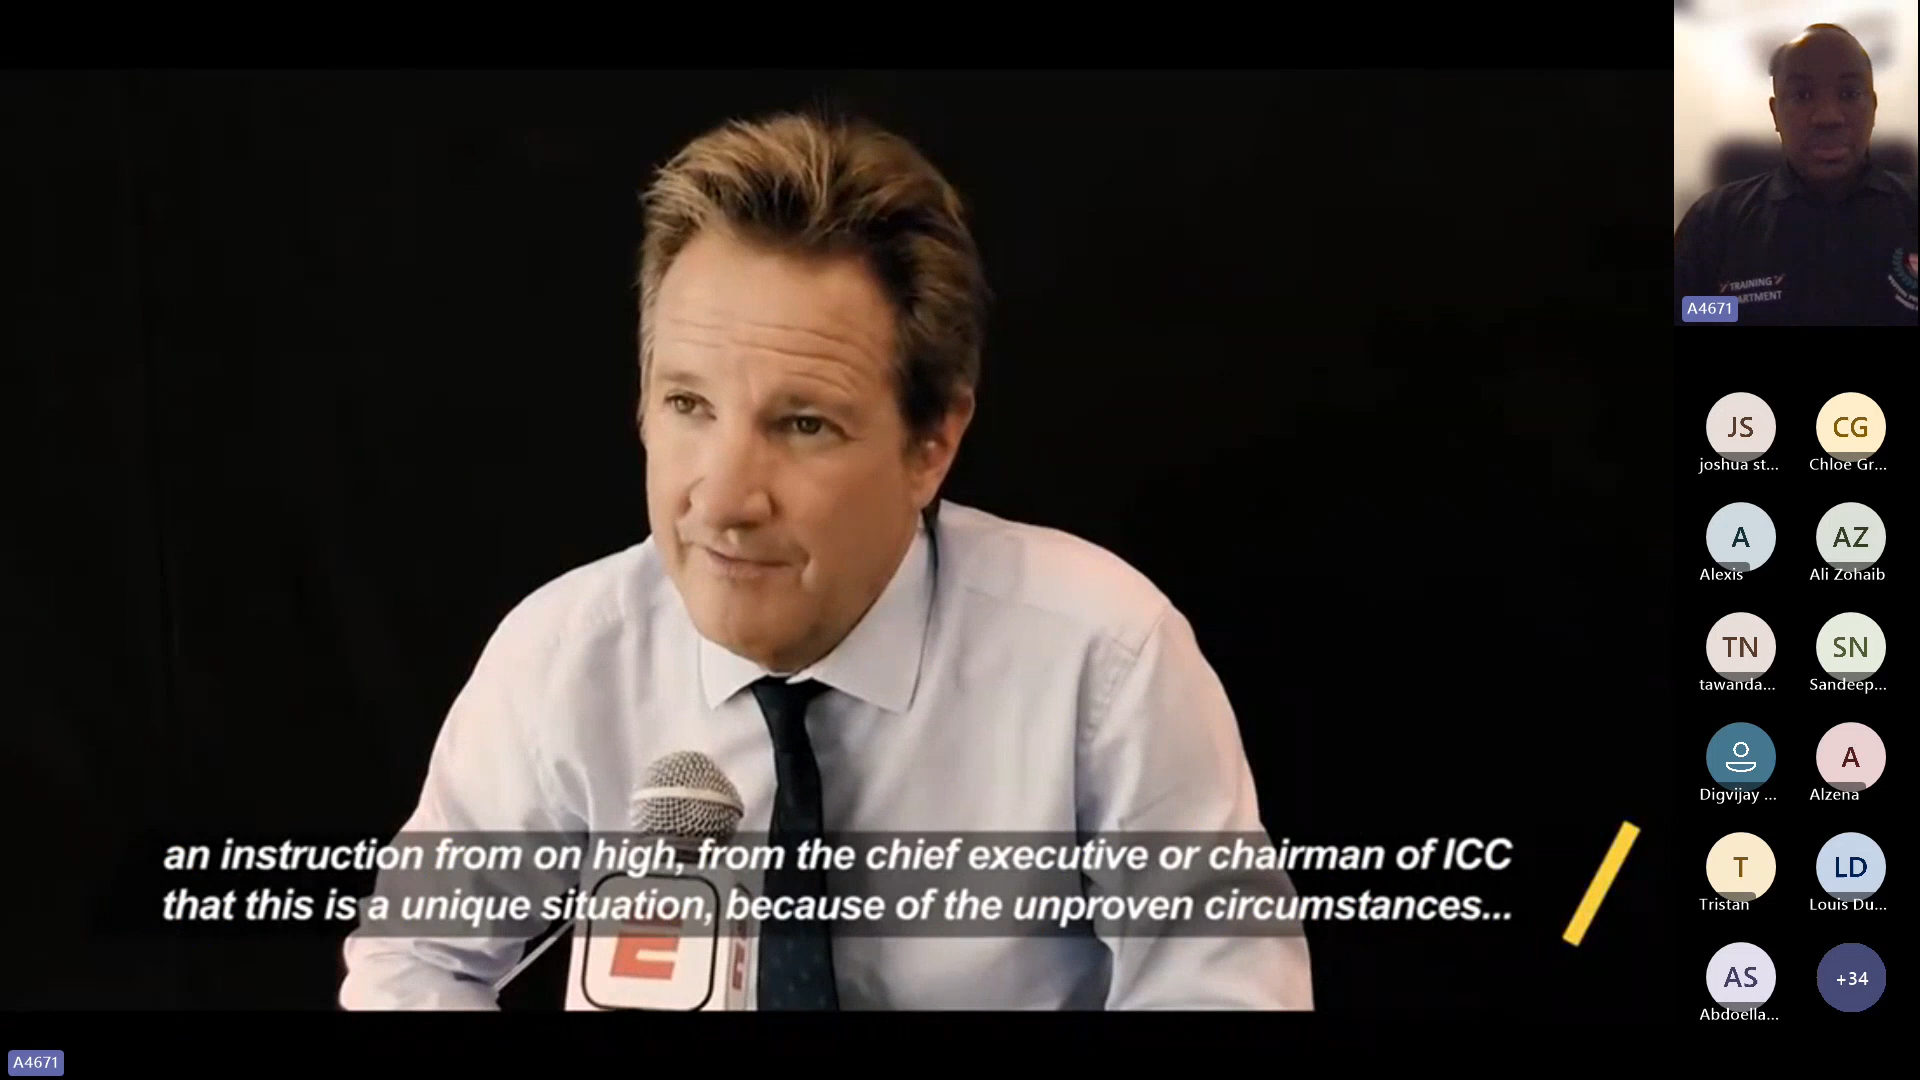 an instruction from on high, from the chief executive or chairman of ICC
that this is a unique situation, because of the unproven circumstances...
E
TRAINING
ARTMENT
A4671
JS
CG
joshua st...
Chloe Gr...
A
AZ
Alexis
Ali Zohaib
TN
SN
tawanda...
Sandeep...
A
Digvijay ...
Alzena
T
LD
Tristan
Louis Du...
AS
+34
Abdoella...
A4671